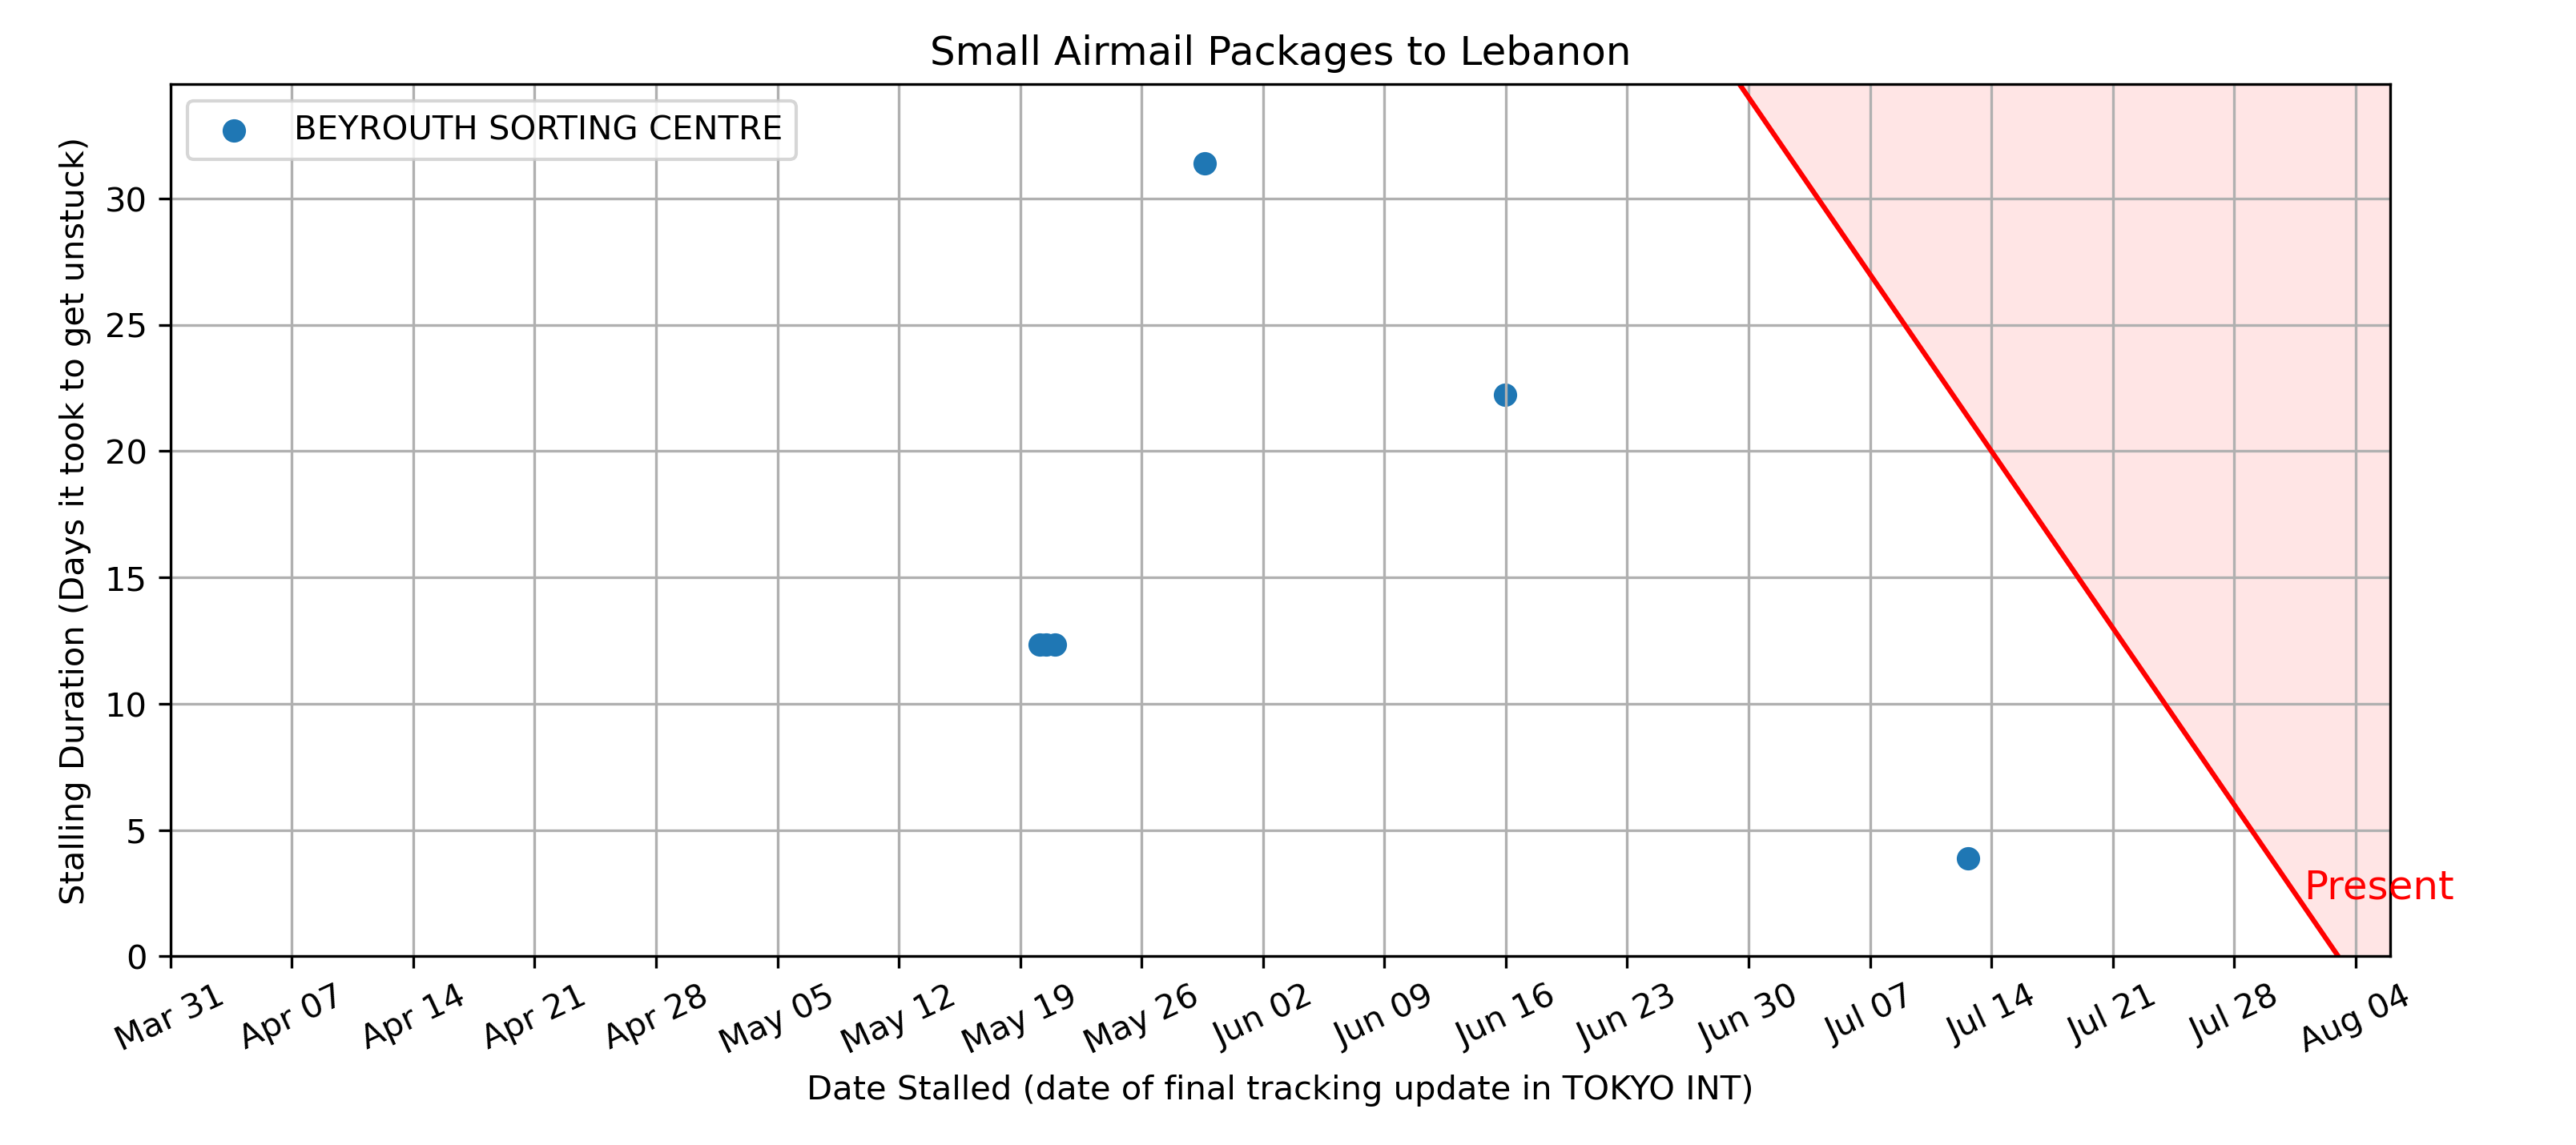 Small Airmail Packages to Lebanon
BEYROUTH SORTING CENTRE
Stalling Duration (Days it took to get unstuck)
30
25
20
15
10
5
0
Present
Mar 31 Apr 07 Apr 14 Apr 21 Apr 28 May 05 May 12 May 19 May 26 Jun 02 Jun 09 Jun 16 Jun 23 Jun 30 Jul 07 Jul 14 Jul 21 Jul 28 Aug 04
Date Stalled (date of final tracking update in TOKYO INT)